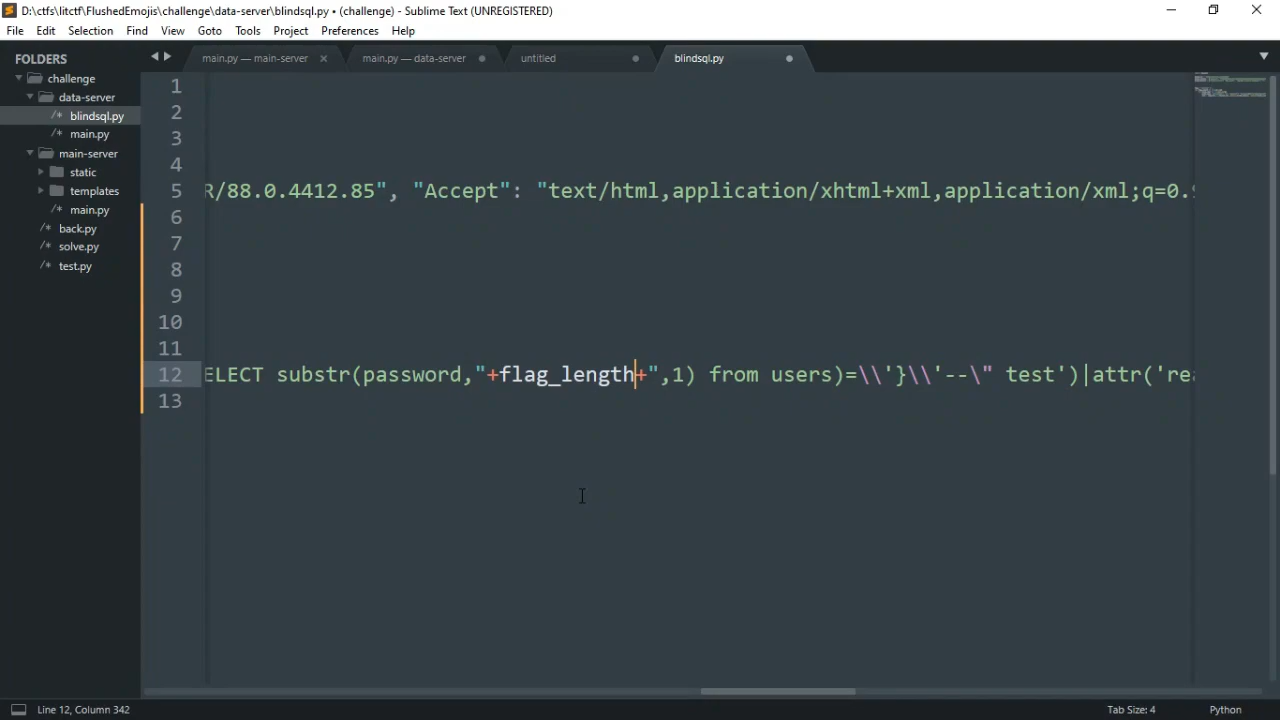 D:\ctfs\litctf\FlushedEmojis\challenge\data-server\blindsql.py • (challenge) - Sublime Text (UNREGISTERED)
File Edit Selection Find View Goto Tools Project Preferences Help
FOLDERS
challenge
data-server
/* blindsql.py
/* main.py
main-server
static
templates
/* main.py
/* back.py
/* solve.py
/* test.py
main.py — main-server
main.py — data-server
untitled
blindsql.py
1
2
3
4
5 R/88.0.4412.85", "Accept": "text/html,application/xhtml+xml,application/xml;q=0.9
6
7
8
9
10
11
12 ELECT substr(password,"+flag_length+",1) from users)=\\'}\\'--\" test')|attr('rea
13
Line 12, Column 342
Tab Size: 4
Python